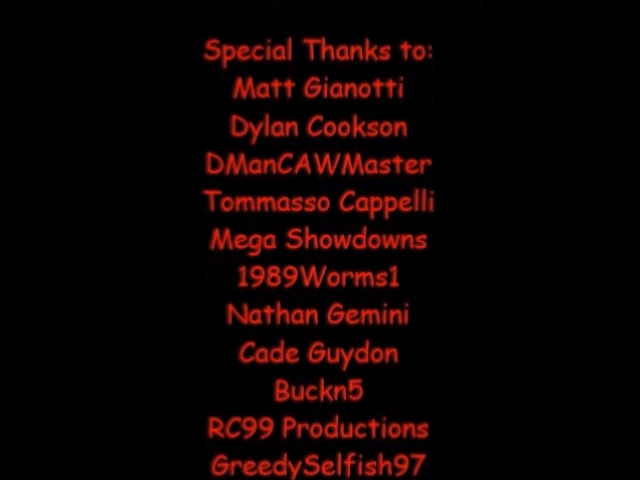 Special Thanks to:
Matt Gianotti
Dylan Cookson
DManCAWMaster
Tommasso Cappelli
Mega Showdowns
1989Worms1
Nathan Gemini
Cade Guydon
Buckn5
RC99 Productions
GreedySelfish97